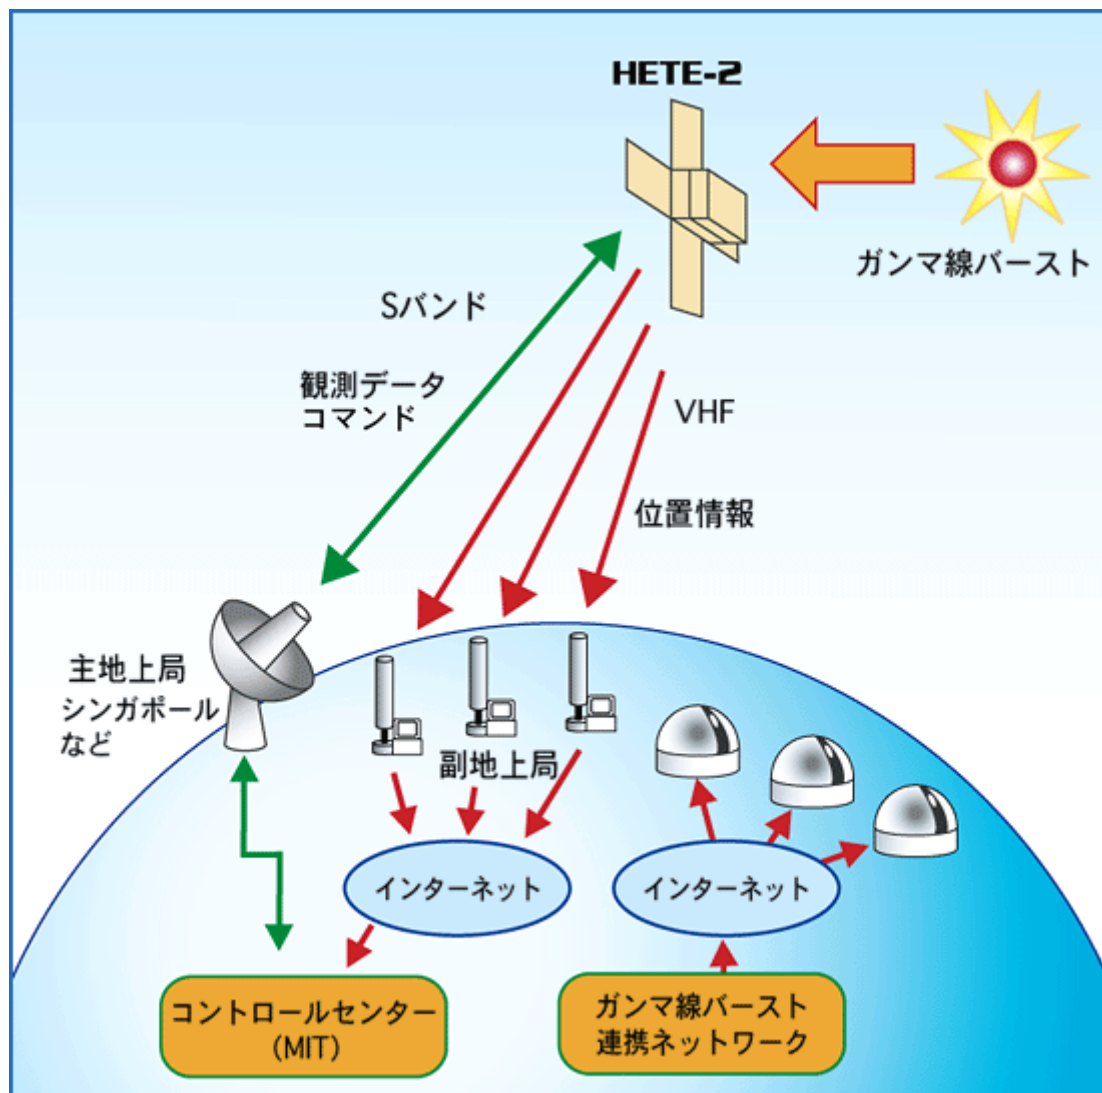 HETE-2
ガンマ線バースト
Sバンド
観測データ
コマンド
VHF
位置情報
主地上局
シンガポール
など
副地上局
インターネット
インターネット
コントロールセンター
(MIT)
ガンマ線バースト
連携ネットワーク